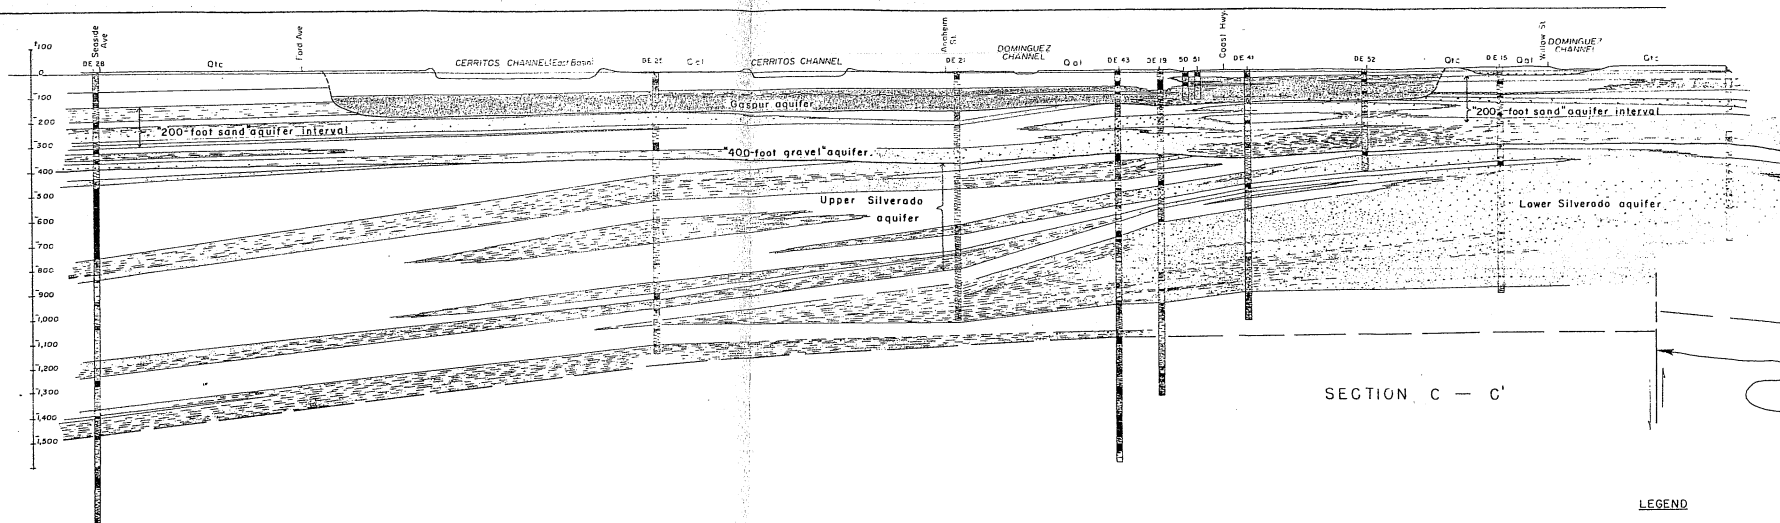 Seaside
Ave
Ford Ave
Anaheim
St.
Coast Hwy.
Willow St.
DE 28
Qtc
CERRITOS CHANNEL (East Basin)
DE 25
CERRITOS CHANNEL
DE 21
DOMINGUEZ
CHANNEL
Qal
DE 43
DE 19
50
51
DE 41
DE 52
DE 15
Qal
DOMINGUEZ
CHANNEL
+100
0
-100
-200
-300
-400
-500
-600
-700
-800
-900
-1,000
-1,100
-1,200
-1,300
-1,400
-1,500
Gaspur aquifer
"200-foot sand" aquifer interval
"200-foot sand" aquifer interval
"400-foot gravel" aquifer
Upper Silverado
aquifer
Lower Silverado aquifer
SECTION C — C'
LEGEND